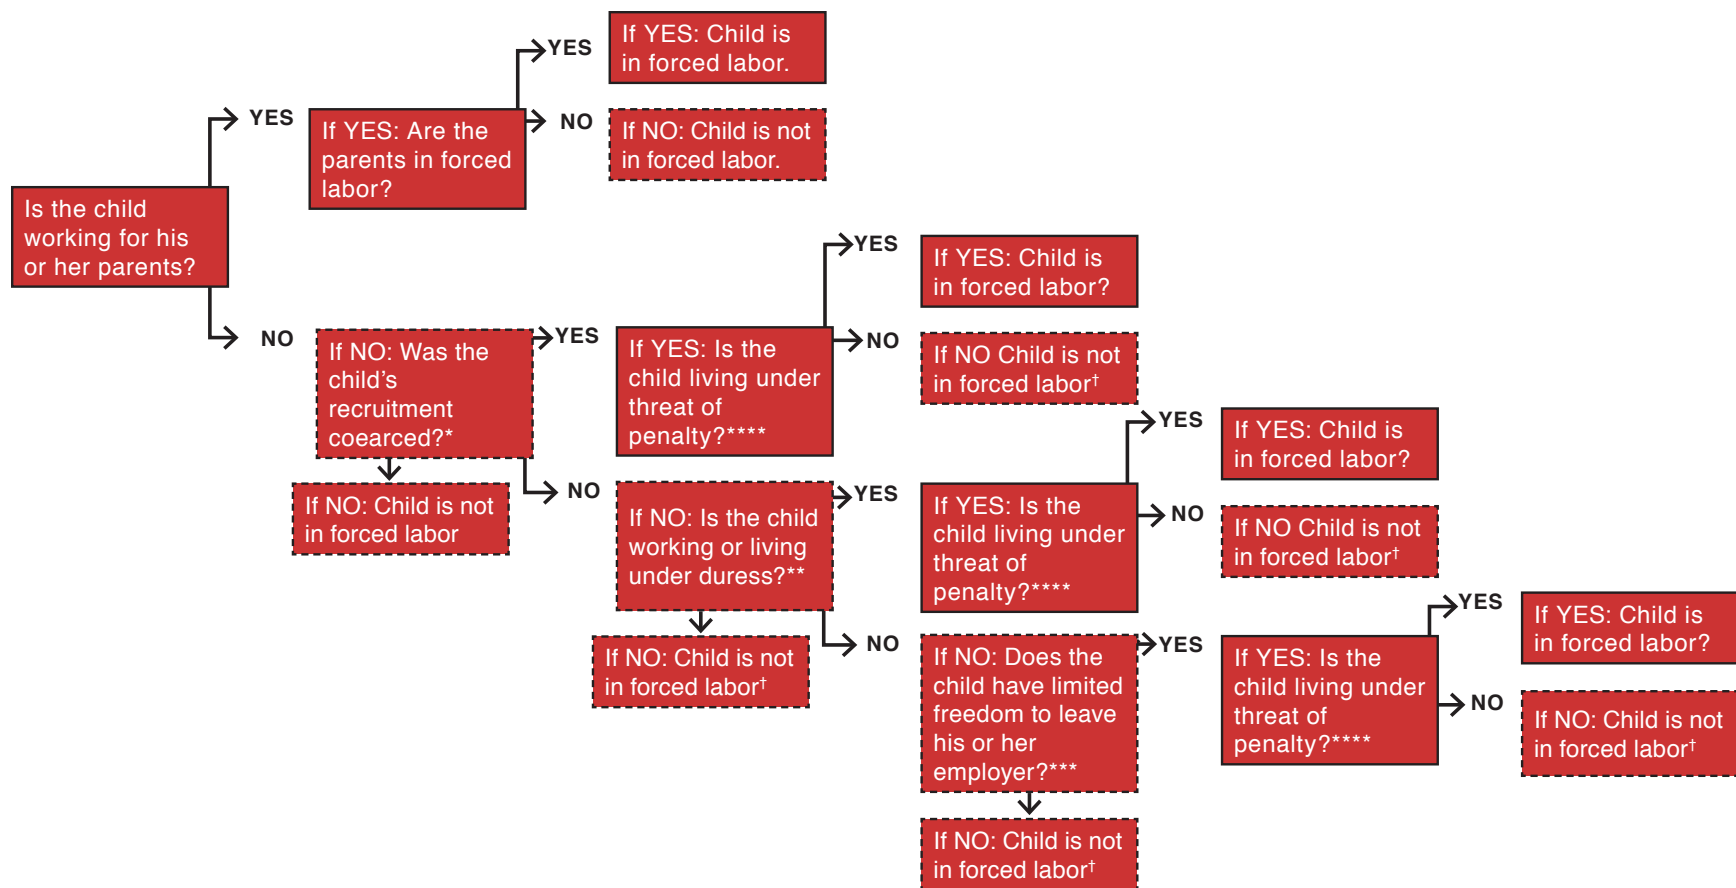 YES
If YES: Child is
in forced labor.
YES
If YES: Are the
parents in forced
labor?
NO
If NO: Child is not
in forced labor.
Is the child
working for his
or her parents?
NO
If NO: Was the
child's
recruitment
coearced?*
YES
If YES: Is the
child living under
threat of
penalty?****
YES
If YES: Child is
in forced labor?
NO
If NO Child is not
in forced labor†
If NO: Child is not
in forced labor
NO
If NO: Is the child
working or living
under duress?**
YES
If YES: Is the
child living under
threat of
penalty?****
YES
If YES: Child is
in forced labor?
NO
If NO Child is not
in forced labor†
If NO: Child is not
in forced labor†
NO
If NO: Does the
child have limited
freedom to leave
his or her
employer?***
YES
If YES: Is the
child living under
threat of
penalty?****
YES
If YES: Child is
in forced labor?
NO
If NO: Child is not
in forced labor†
If NO: Child is not
in forced labor†